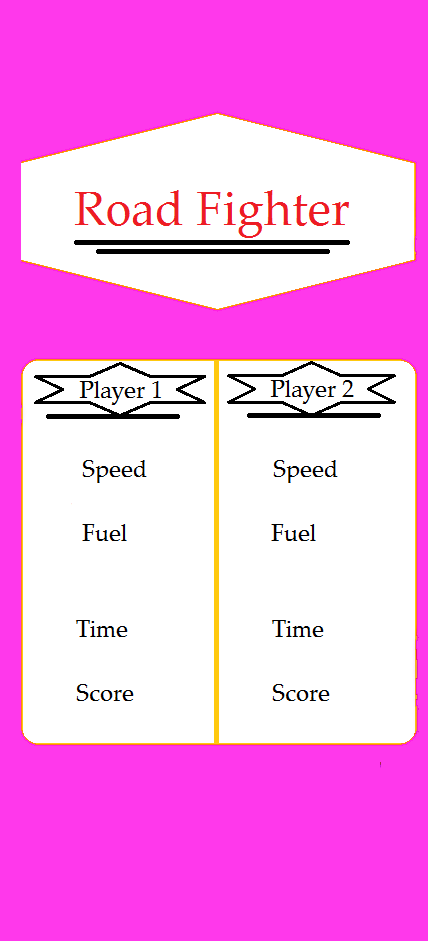 Road Fighter
Player 1
Speed
Fuel
Time
Score
Player 2
Speed
Fuel
Time
Score